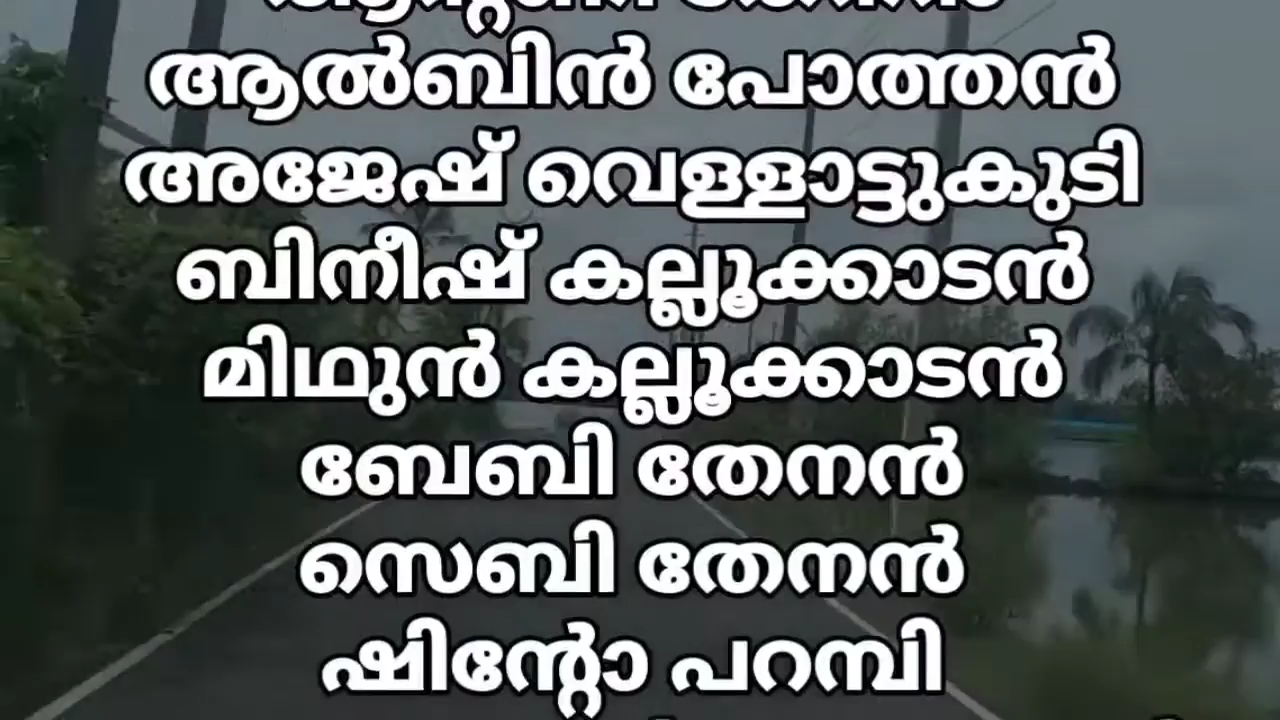 ആൽബിൻ പോത്തൻ
അജേഷ് വെള്ളാട്ടുകുടി
ബിനീഷ് കല്ലൂക്കാടൻ
മിഥുൻ കല്ലൂക്കാടൻ
ബേബി തേനൻ
സെബി തേനൻ
ഷിന്റോ പറമ്പി